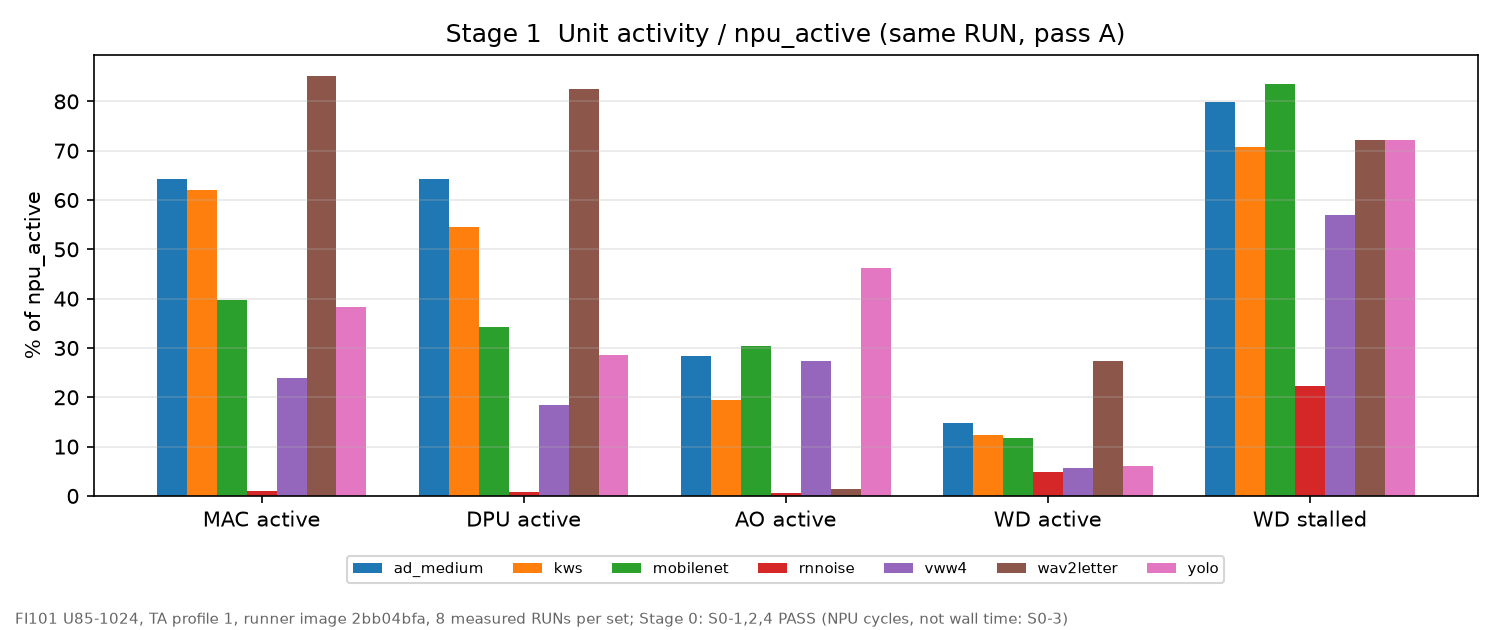 Stage 1  Unit activity / npu_active (same RUN, pass A)
% of npu_active
80
70
60
50
40
30
20
10
0
MAC active
DPU active
AO active
WD active
WD stalled
ad_medium
kws
mobilenet
rnnoise
vww4
wav2letter
yolo
FI101 U85-1024, TA profile 1, runner image 2bb04bfa, 8 measured RUNs per set; Stage 0: S0-1,2,4 PASS (NPU cycles, not wall time: S0-3)